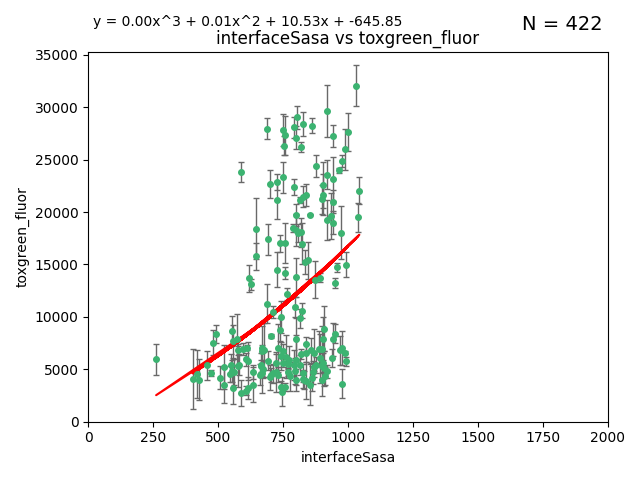 y = 0.00x^3 + 0.01x^2 + 10.53x + -645.85
N = 422
interfaceSasa vs toxgreen_fluor
35000
30000
25000
20000
15000
10000
5000
0
toxgreen_fluor
0 250 500 750 1000 1250 1500 1750 2000
interfaceSasa